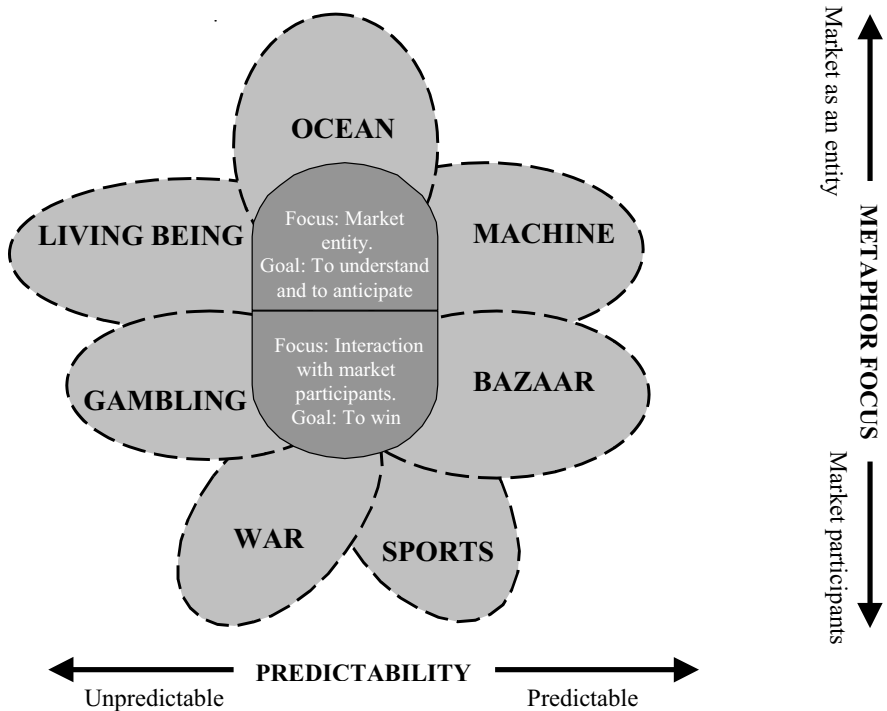 OCEAN
LIVING BEING
MACHINE
Focus: Market
entity.
Goal: To understand
and to anticipate
Focus: Interaction
with market
participants.
Goal: To win
GAMBLING
BAZAAR
WAR
SPORTS
PREDICTABILITY
Unpredictable
Predictable
Market as an entity
METAPHOR FOCUS
Market participants